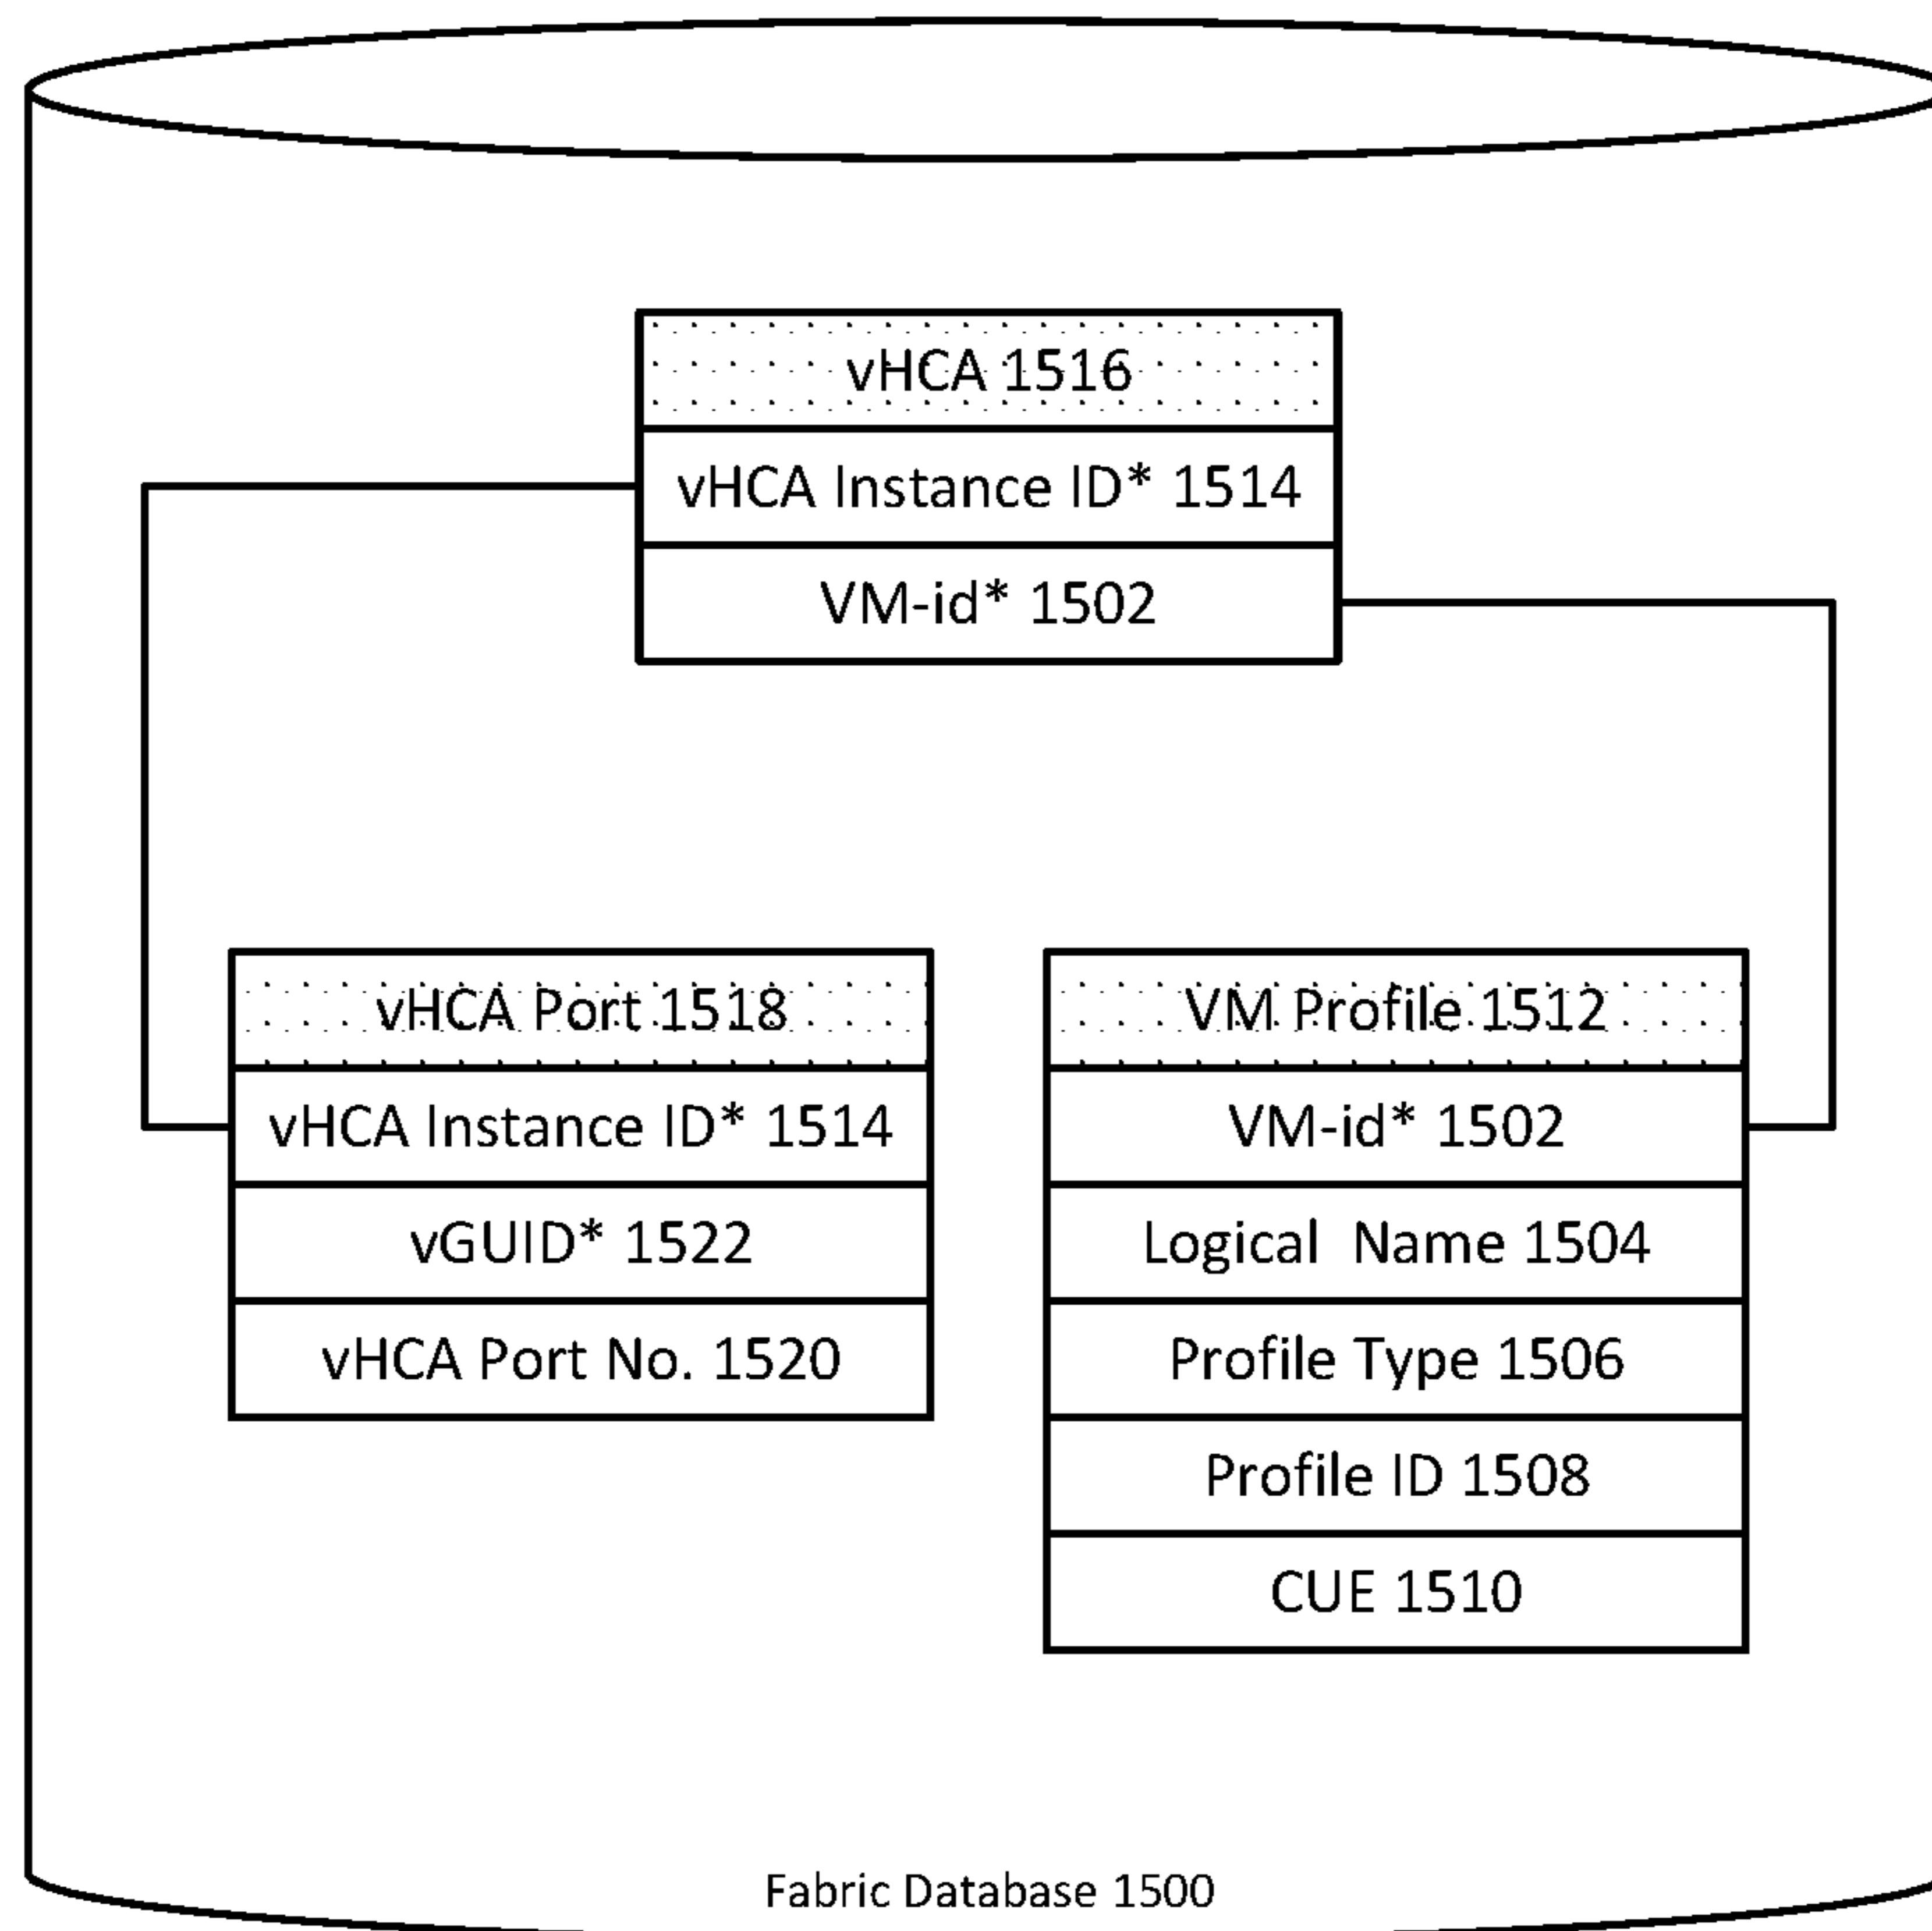 vHCA 1516
vHCA Instance ID* 1514
VM-id* 1502
vHCA Port 1518
vHCA Instance ID* 1514
vGUID* 1522
vHCA Port No. 1520
VM Profile 1512
VM-id* 1502
Logical Name 1504
Profile Type 1506
Profile ID 1508
CUE 1510
Fabric Database 1500